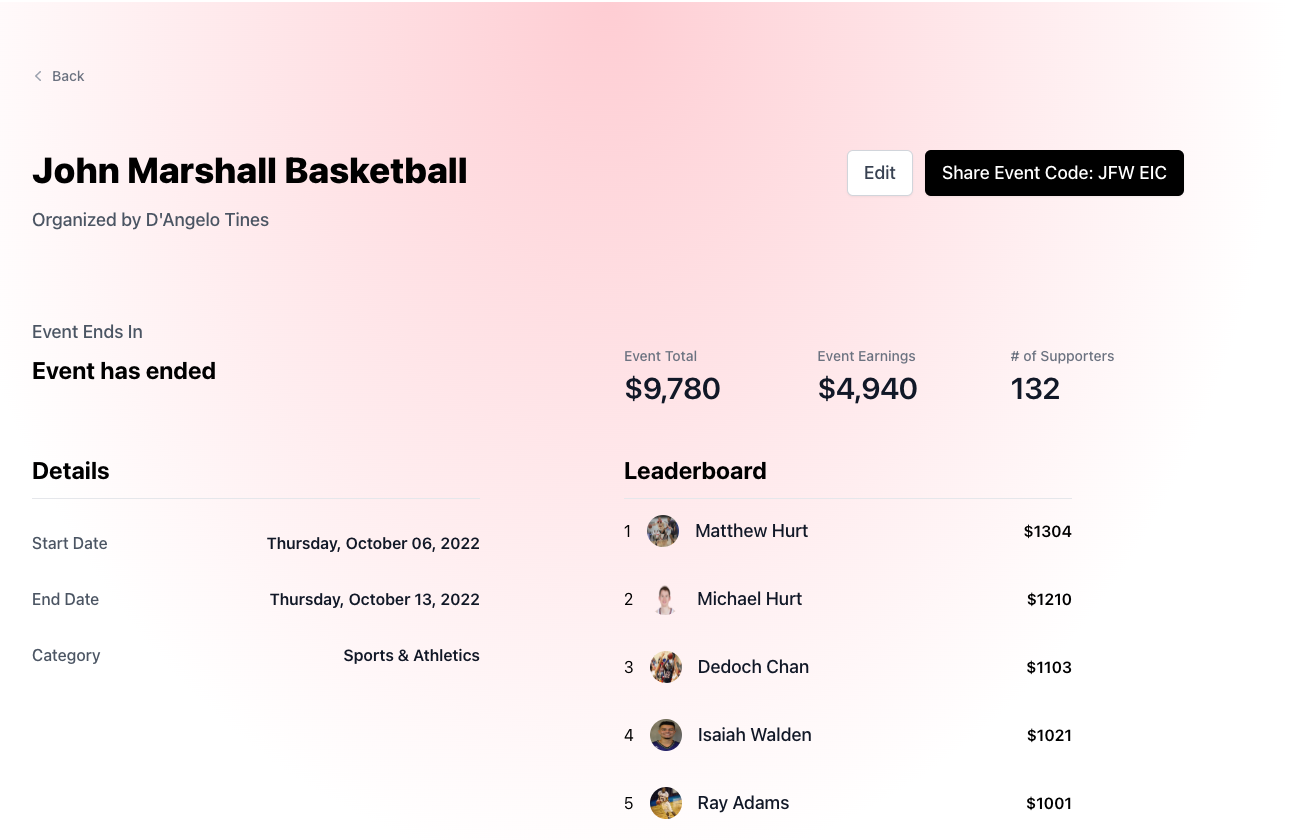 Back
John Marshall Basketball
Edit
Share Event Code: JFW EIC
Organized by D'Angelo Tines
Event Ends In
Event has ended
Event Total
$9,780
Event Earnings
$4,940
# of Supporters
132
Details
Start Date Thursday, October 06, 2022
End Date Thursday, October 13, 2022
Category Sports & Athletics
Leaderboard
1 Matthew Hurt $1304
2 Michael Hurt $1210
3 Dedoch Chan $1103
4 Isaiah Walden $1021
5 Ray Adams $1001